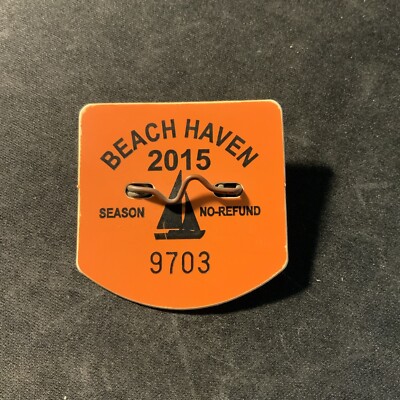 BEACH HAVEN
2015
SEASON NO-REFUND
9703